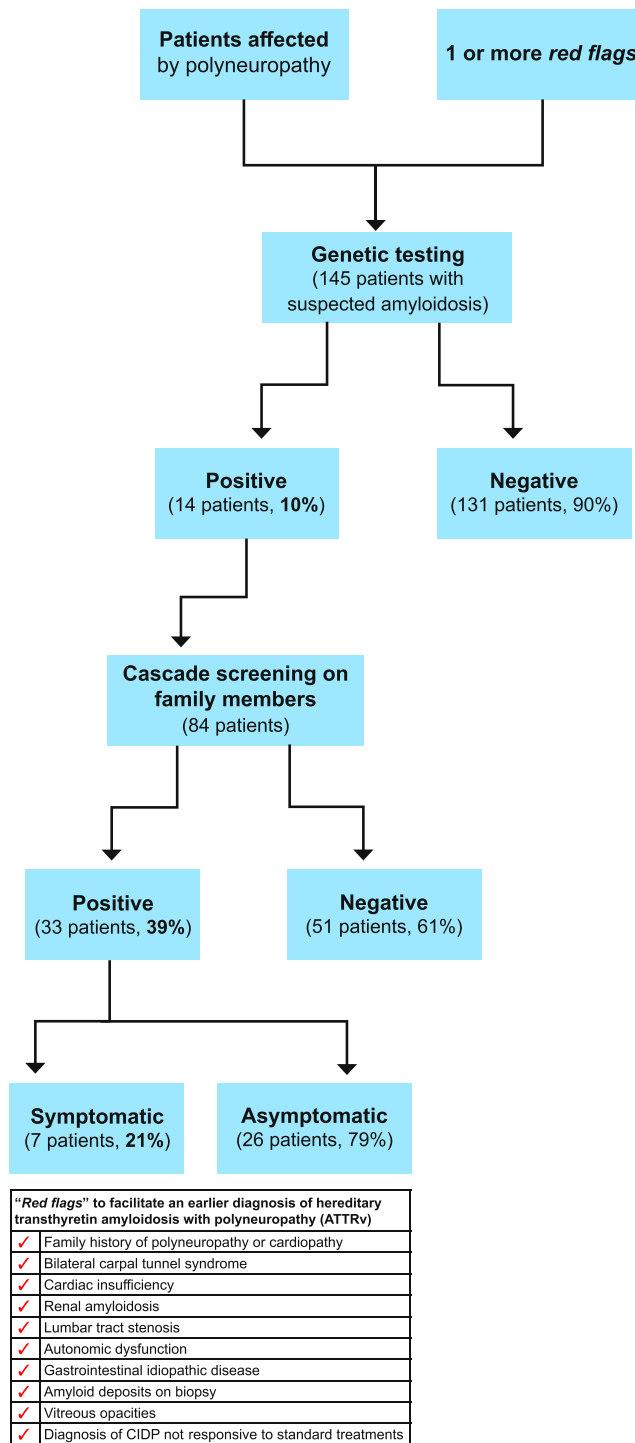 Patients affected
by polyneuropathy
1 or more red flags
Genetic testing
(145 patients with
suspected amyloidosis)
Positive
(14 patients, 10%)
Negative
(131 patients, 90%)
Cascade screening on
family members
(84 patients)
Positive
(33 patients, 39%)
Negative
(51 patients, 61%)
Symptomatic
(7 patients, 21%)
Asymptomatic
(26 patients, 79%)
“Red flags” to facilitate an earlier diagnosis of hereditary
transthyretin amyloidosis with polyneuropathy (ATTRv)
✓ Family history of polyneuropathy or cardiopathy
✓ Bilateral carpal tunnel syndrome
✓ Cardiac insufficiency
✓ Renal amyloidosis
✓ Lumbar tract stenosis
✓ Autonomic dysfunction
✓ Gastrointestinal idiopathic disease
✓ Amyloid deposits on biopsy
✓ Vitreous opacities
✓ Diagnosis of CIDP not responsive to standard treatments